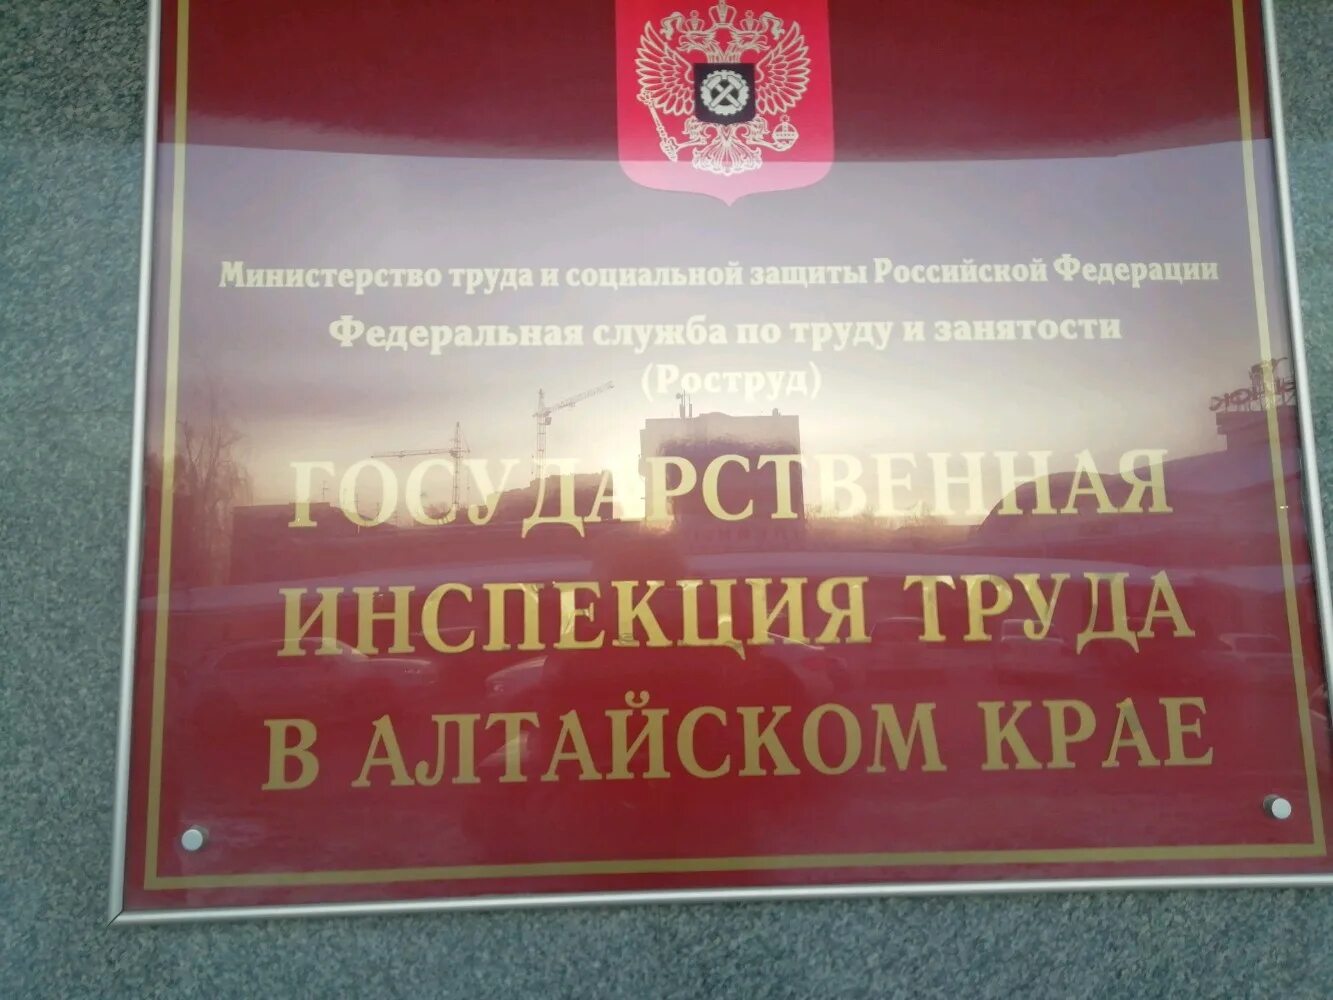 Министерство труда и социальной защиты Российской Федерации
Федеральная служба по труду и занятости
(Роструд)
ГОСУДАРСТВЕННАЯ
ИНСПЕКЦИЯ ТРУДА
В АЛТАЙСКОМ КРАЕ